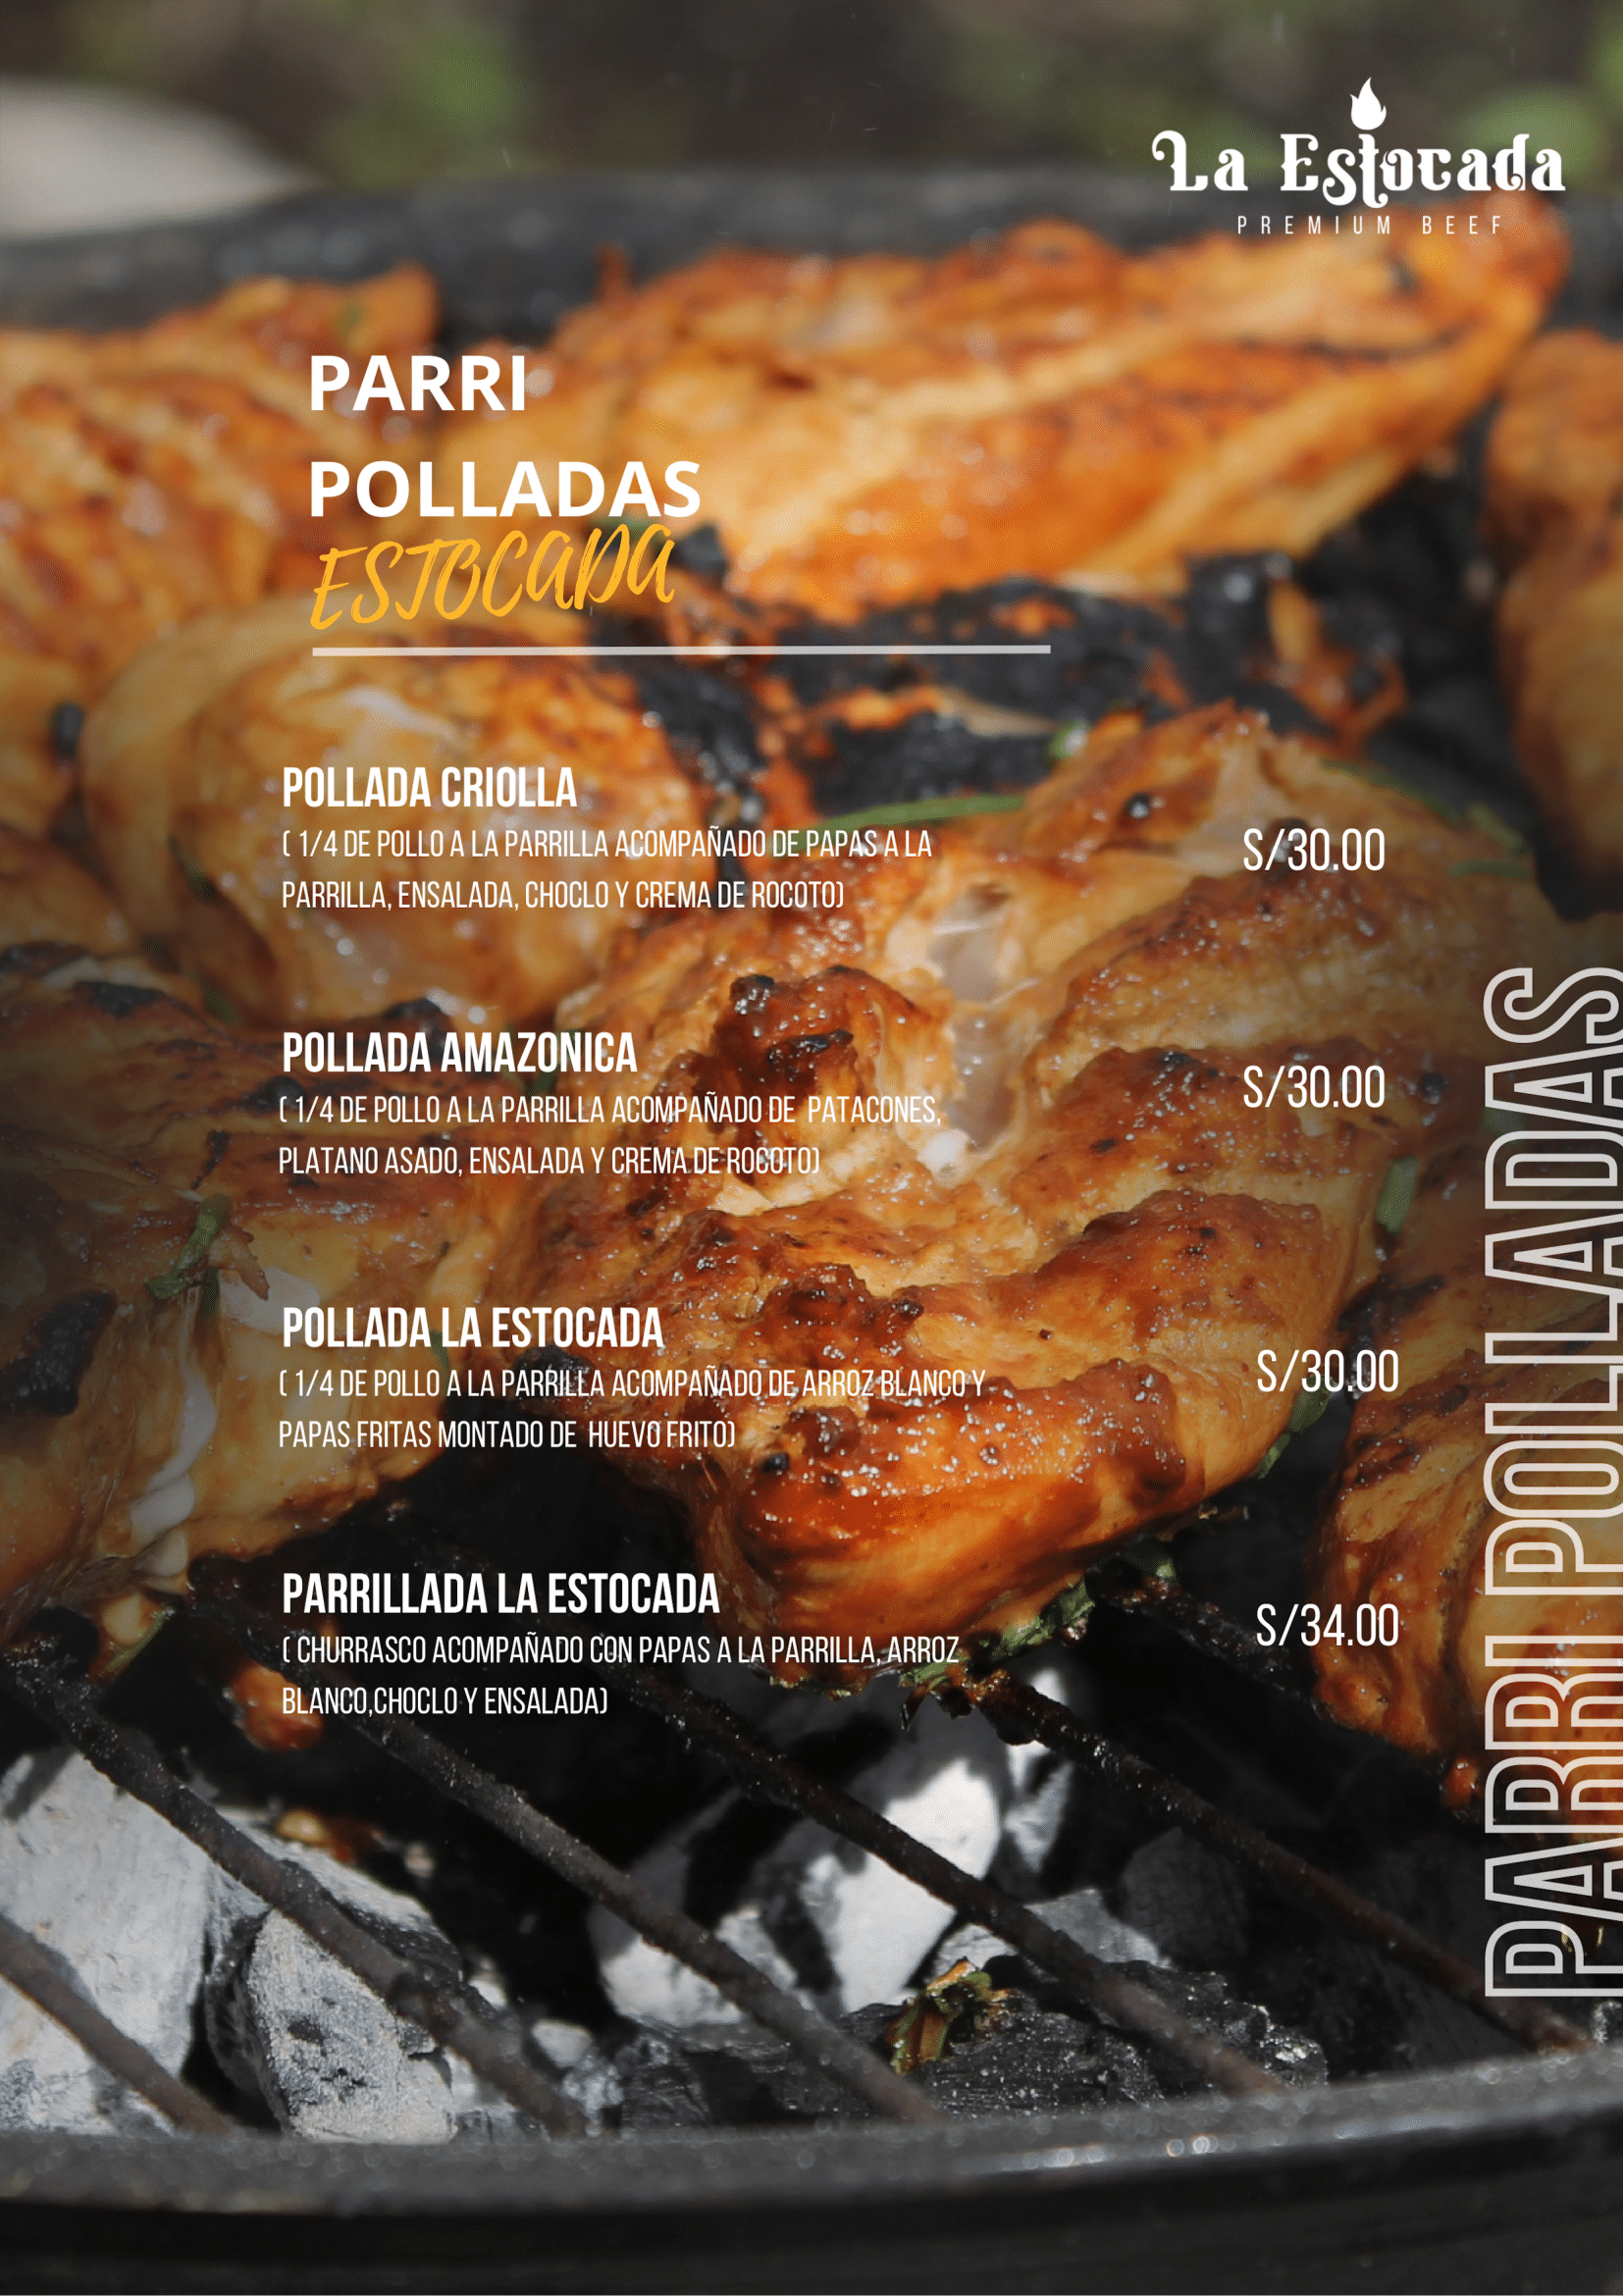 La Estocada
PREMIUM BEEF
PARRI
POLLADAS
ESTOCADA
POLLADA CRIOLLA
( 1/4 DE POLLO A LA PARRILLA ACOMPAÑADO DE PAPAS A LA
PARRILLA, ENSALADA, CHOCLO Y CREMA DE ROCOTO)
S/30.00
POLLADA AMAZONICA
( 1/4 DE POLLO A LA PARRILLA ACOMPAÑADO DE  PATACONES,
PLATANO ASADO, ENSALADA Y CREMA DE ROCOTO)
S/30.00
POLLADA LA ESTOCADA
( 1/4 DE POLLO A LA PARRILLA ACOMPAÑADO DE ARROZ BLANCO Y
PAPAS FRITAS MONTADO DE  HUEVO FRITO)
S/30.00
PARRILLADA LA ESTOCADA
( CHURRASCO ACOMPAÑADO CON PAPAS A LA PARRILLA, ARROZ
BLANCO,CHOCLO Y ENSALADA)
S/34.00
PARRI POLLADAS